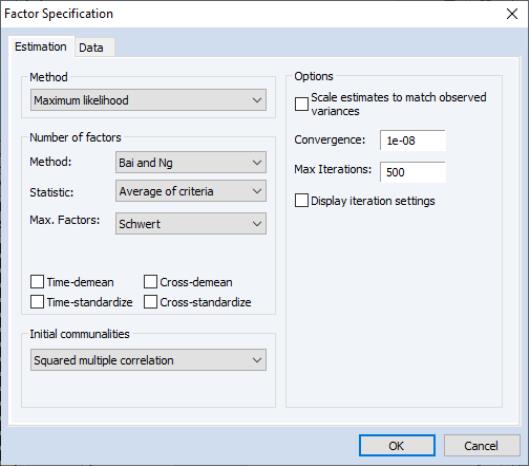 Factor Specification
Estimation
Data
Method
Maximum likelihood
Number of factors
Method:
Bai and Ng
Statistic:
Average of criteria
Max. Factors:
Schwert
Time-demean
Cross-demean
Time-standardize
Cross-standardize
Initial communalities
Squared multiple correlation
Options
Scale estimates to match observed
variances
Convergence:
1e-08
Max Iterations:
500
Display iteration settings
OK
Cancel